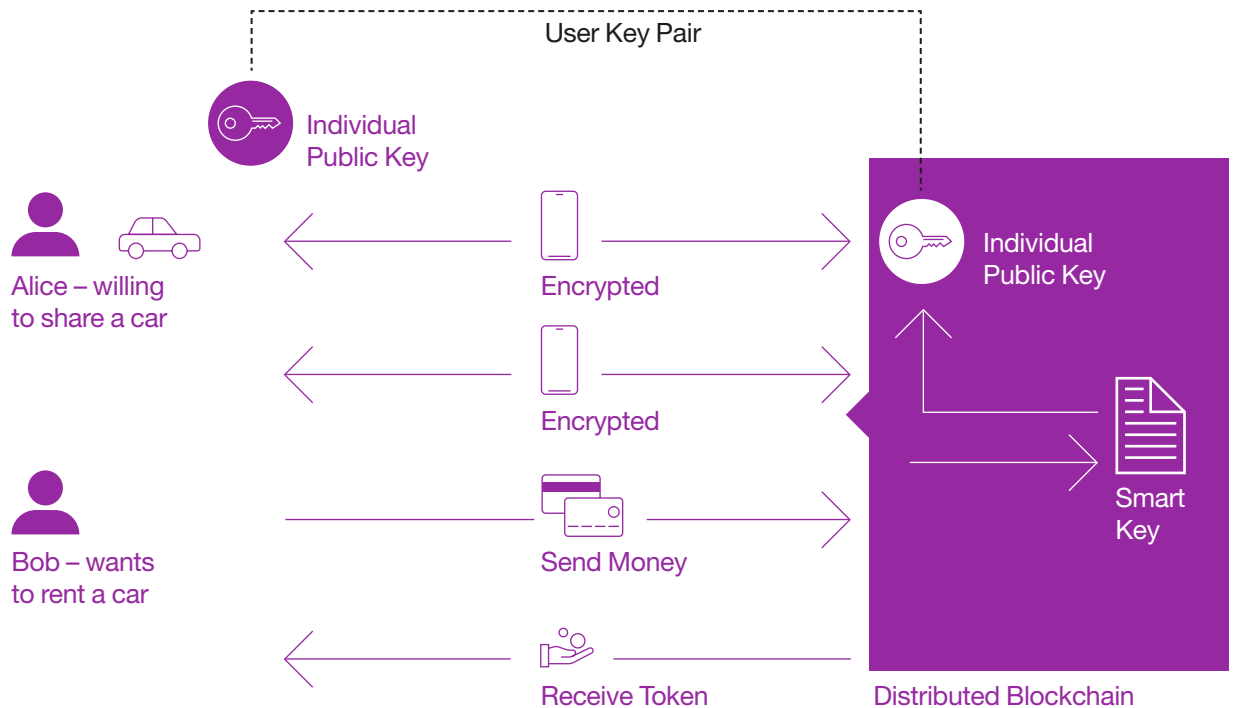 User Key Pair
Individual
Public Key
Alice – willing
to share a car
Encrypted
Individual
Public Key
Encrypted
Smart
Key
Bob – wants
to rent a car
Send Money
Receive Token
Distributed Blockchain